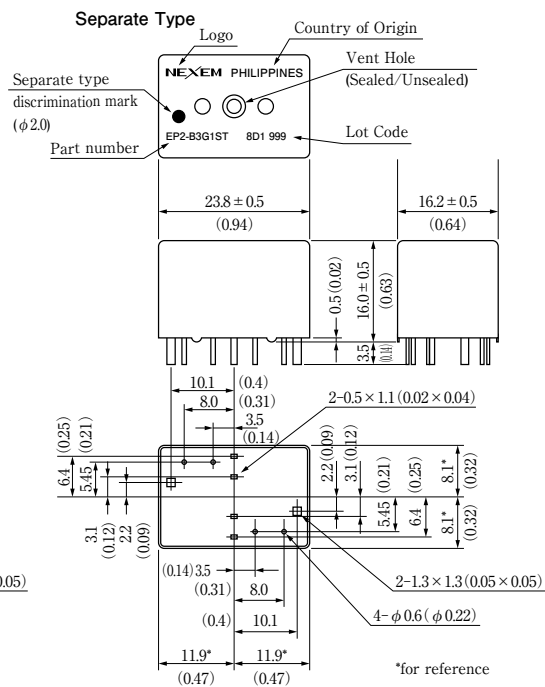 Separate Type
Logo
Country of Origin
Vent Hole
(Sealed/Unsealed)
Separate type
discrimination mark
(φ2.0)
NEXEM PHILIPPINES
EP2-B3G1ST 8D1 999
Part number
Lot Code
23.8 ± 0.5
(0.94)
16.2 ± 0.5
(0.64)
0.5 (0.02)
16.0 ± 0.5
(0.63)
3.5
(0.14)
10.1
(0.4)
8.0
(0.31)
3.5
(0.14)
2-0.5 × 1.1 (0.02 × 0.04)
6.4
(0.25)
5.45
(0.21)
3.1
(0.12)
2.2
(0.09)
2.2 (0.09)
3.1 (0.12)
5.45 (0.21)
6.4 (0.25)
8.1*
(0.32)
8.1*
(0.32)
(0.14) 3.5
(0.31) 8.0
(0.4) 10.1
2-1.3 × 1.3 (0.05 × 0.05)
4- φ 0.6 ( φ 0.22)
11.9*
(0.47)
11.9*
(0.47)
*for reference
0.05)